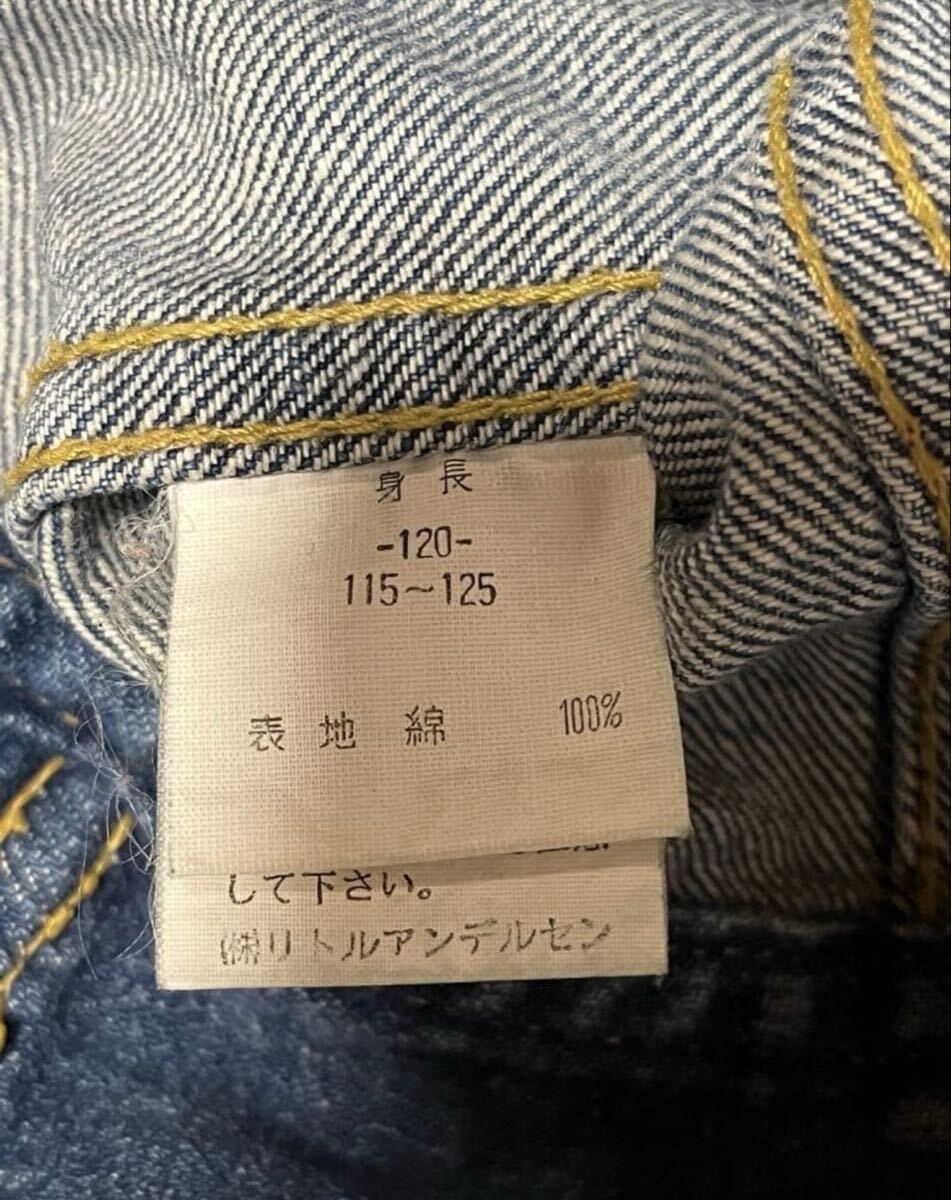 身長
-120-
115～125
表地 綿 100%
して下さい。
㈱リトルアンデルセン